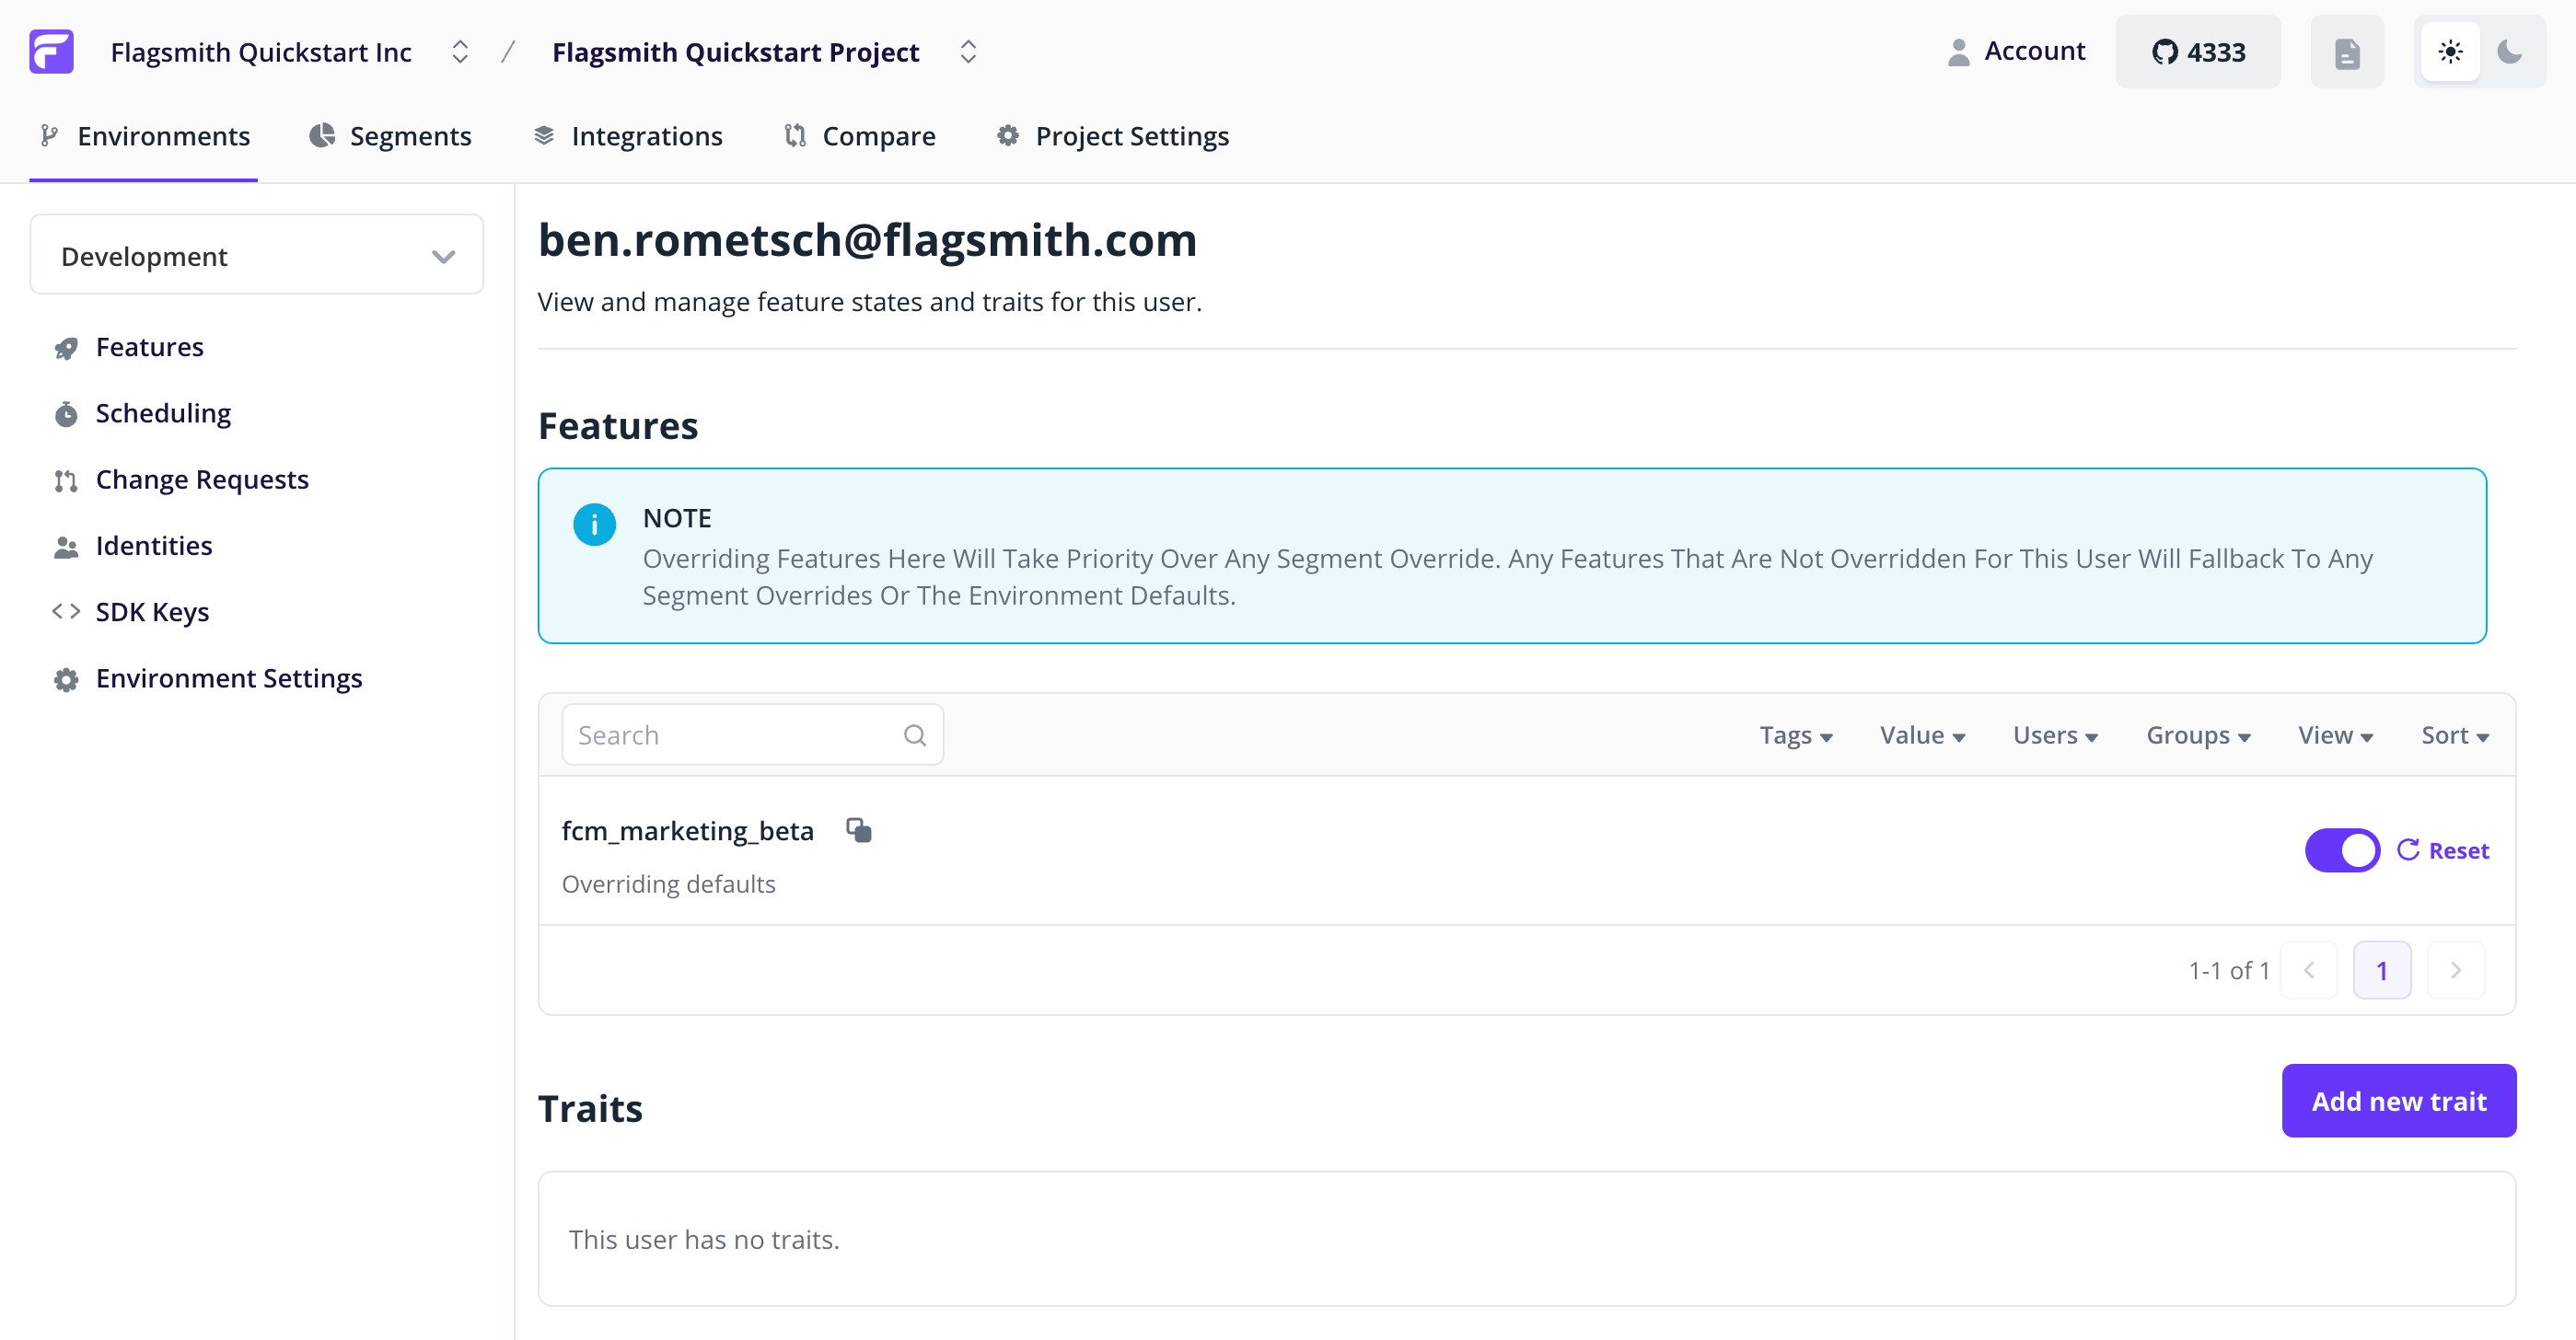 Flagsmith Quickstart Inc / Flagsmith Quickstart Project
Account 4333
Environments Segments Integrations Compare Project Settings
Development
Features
Scheduling
Change Requests
Identities
SDK Keys
Environment Settings
ben.rometsch@flagsmith.com
View and manage feature states and traits for this user.
Features
NOTE
Overriding Features Here Will Take Priority Over Any Segment Override. Any Features That Are Not Overridden For This User Will Fallback To Any
Segment Overrides Or The Environment Defaults.
Search Tags Value Users Groups View Sort
fcm_marketing_beta
Overriding defaults
Reset
1-1 of 1 1
Traits
Add new trait
This user has no traits.